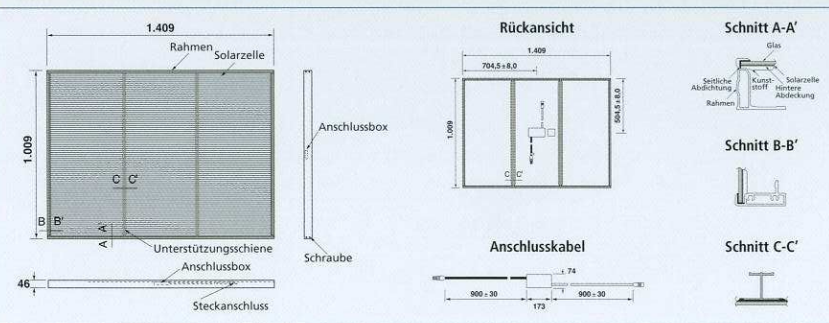 1.409
Rahmen
Solarzelle
1.009
Anschlussbox
C C'
B B'
A A'
Unterstützungsschiene
Anschlussbox
Schraube
46
Steckanschluss
Rückansicht
1.409
704,5±8,0
504,5±8,0
1.009
C C'
Anschlusskabel
74
900±30
173
900±30
Schnitt A-A'
Glas
Seitliche
Abdichtung
Kunst-
stoff
Solarzelle
Hintere
Abdeckung
Rahmen
Schnitt B-B'
Schnitt C-C'